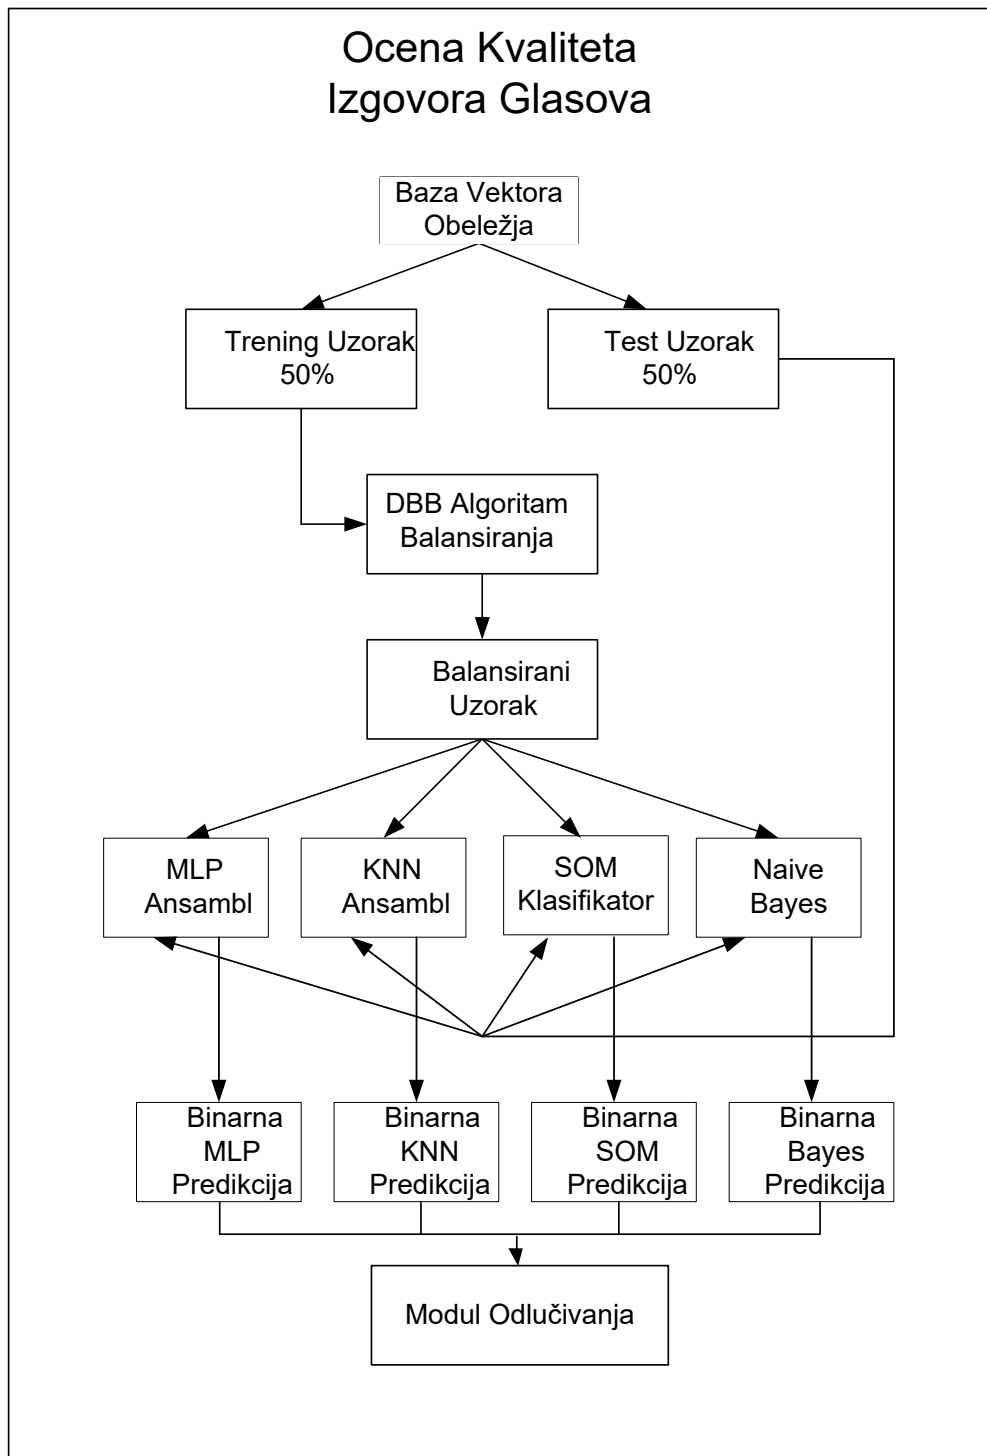 Ocena Kvaliteta
Izgovora Glasova
Baza Vektora
Obeležja
Trening Uzorak
50%
Test Uzorak
50%
DBB Algoritam
Balansiranja
Balansirani
Uzorak
MLP
Ansambl
KNN
Ansambl
SOM
Klasifikator
Naive
Bayes
Binarna
MLP
Predikcija
Binarna
KNN
Predikcija
Binarna
SOM
Predikcija
Binarna
Bayes
Predikcija
Modul Odlučivanja